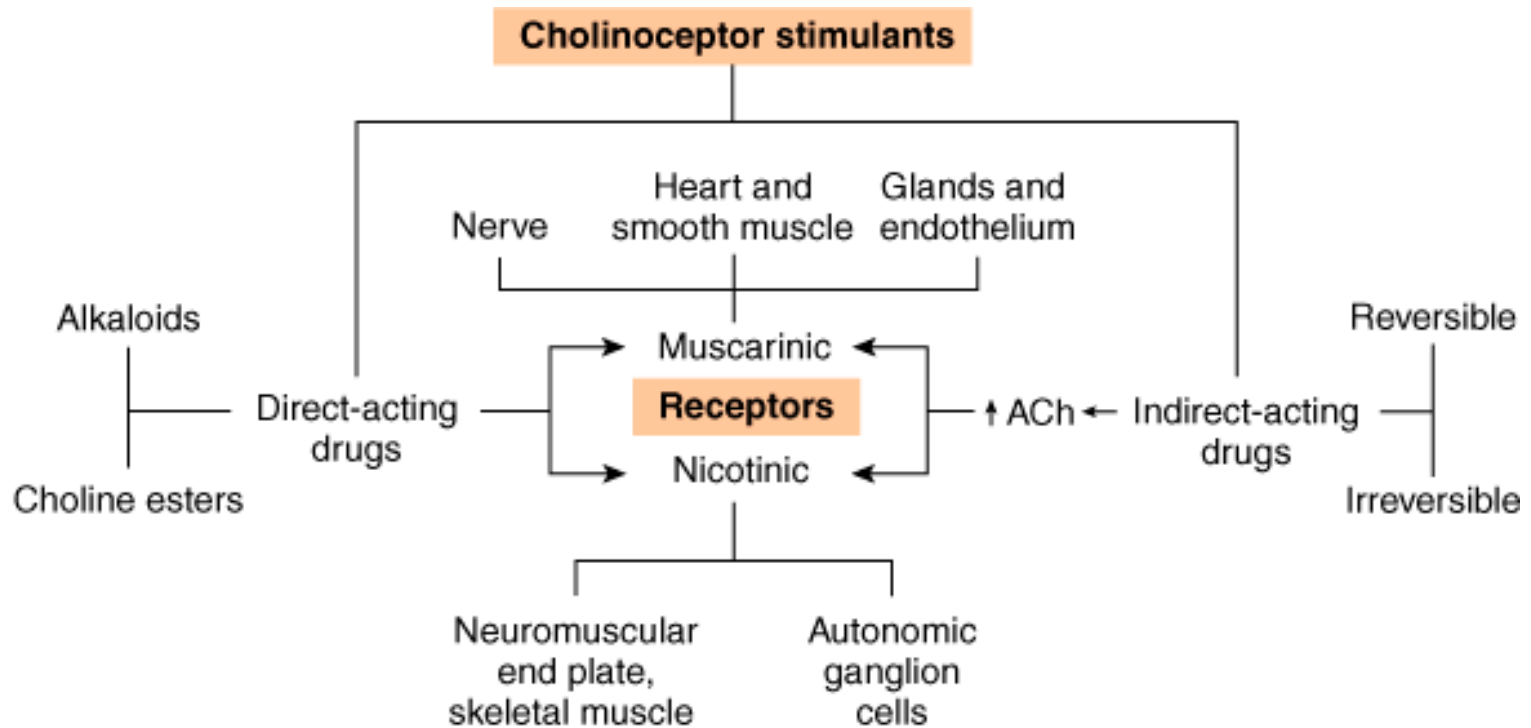 Cholinoceptor stimulants
Nerve
Heart and
smooth muscle
Glands and
endothelium
Alkaloids
Choline esters
Direct-acting
drugs
Muscarinic
Receptors
Nicotinic
↑ ACh
Indirect-acting
drugs
Reversible
Irreversible
Neuromuscular
end plate,
skeletal muscle
Autonomic
ganglion
cells